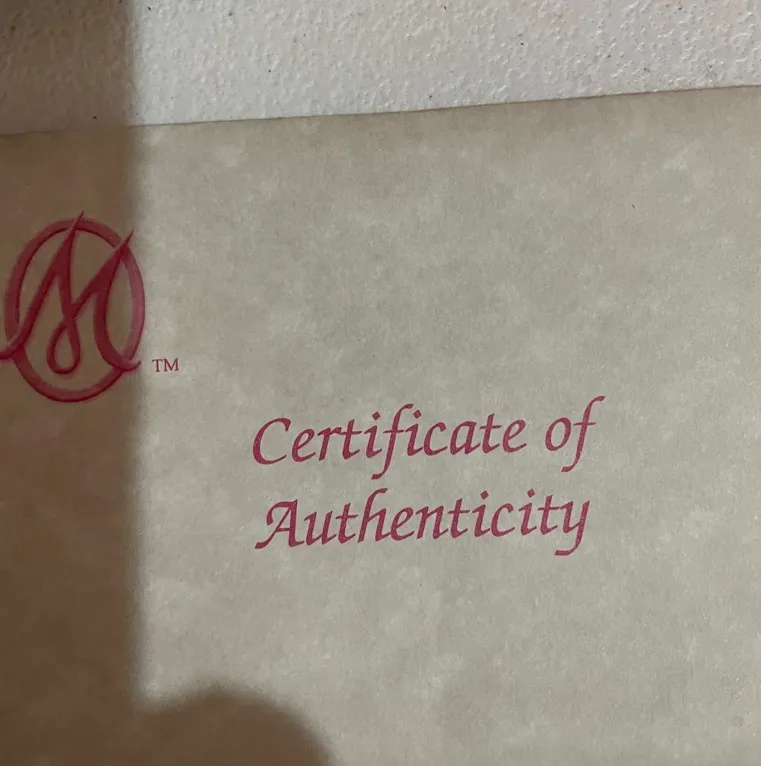 M
TM
Certificate of
Authenticity